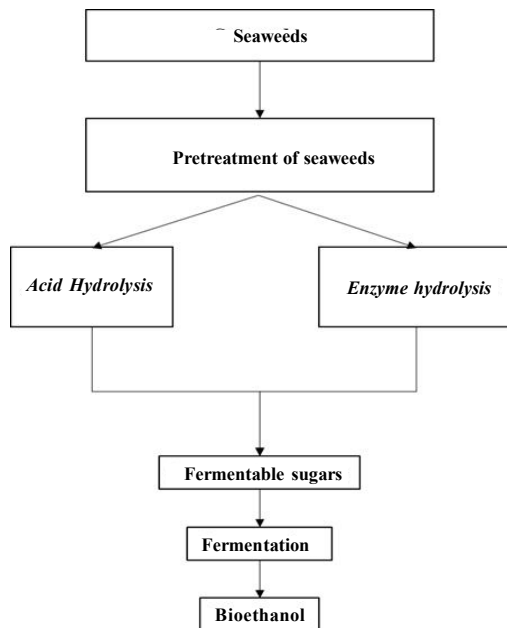 Seaweeds
Pretreatment of seaweeds
Acid Hydrolysis
Enzyme hydrolysis
Fermentable sugars
Fermentation
Bioethanol